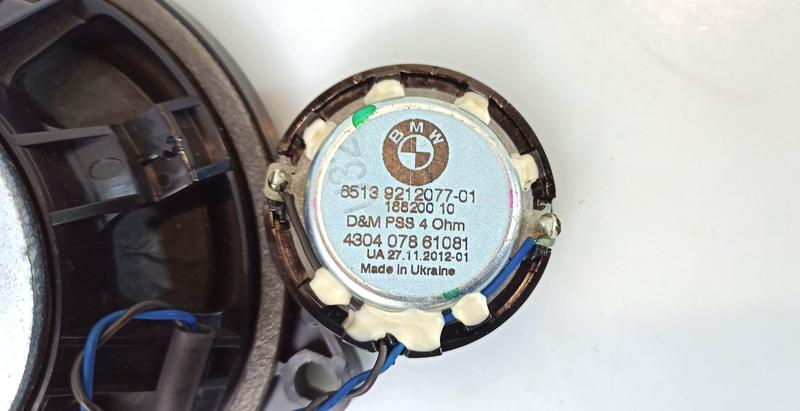 BMW
6513 9212077-01
188200 10
D&M PSS 4 Ohm
4304 078 61081
UA 27.11.2012-01
Made in Ukraine